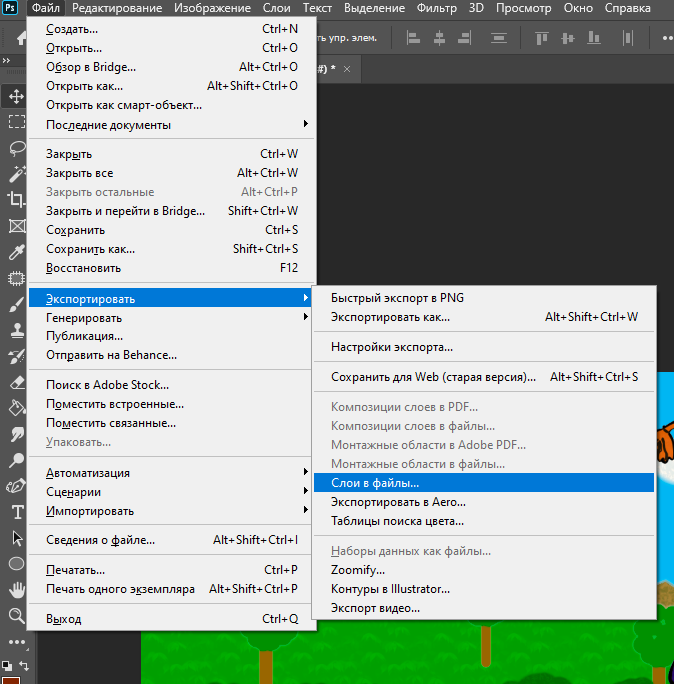 Ps Файл Редактирование Изображение Слои Текст Выделение Фильтр 3D Просмотр Окно Справка
упр. элем.
#) * ×
Создать... Ctrl+N
Открыть... Ctrl+O
Обзор в Bridge... Alt+Ctrl+O
Открыть как... Alt+Shift+Ctrl+O
Открыть как смарт-объект...
Последние документы
Закрыть Ctrl+W
Закрыть все Alt+Ctrl+W
Закрыть остальные Alt+Ctrl+P
Закрыть и перейти в Bridge... Shift+Ctrl+W
Сохранить Ctrl+S
Сохранить как... Shift+Ctrl+S
Восстановить F12
Экспортировать
Генерировать
Публикация...
Отправить на Behance...
Поиск в Adobe Stock...
Поместить встроенные...
Поместить связанные...
Упаковать...
Автоматизация
Сценарии
Импортировать
Сведения о файле... Alt+Shift+Ctrl+I
Печатать... Ctrl+P
Печать одного экземпляра Alt+Shift+Ctrl+P
Выход Ctrl+Q
Быстрый экспорт в PNG
Экспортировать как... Alt+Shift+Ctrl+W
Настройки экспорта...
Сохранить для Web (старая версия)... Alt+Shift+Ctrl+S
Композиции слоев в PDF...
Композиции слоев в файлы...
Монтажные области в Adobe PDF...
Монтажные области в файлы...
Слои в файлы...
Экспортировать в Aero...
Таблицы поиска цвета...
Наборы данных как файлы...
Zoomify...
Контуры в Illustrator...
Экспорт видео...